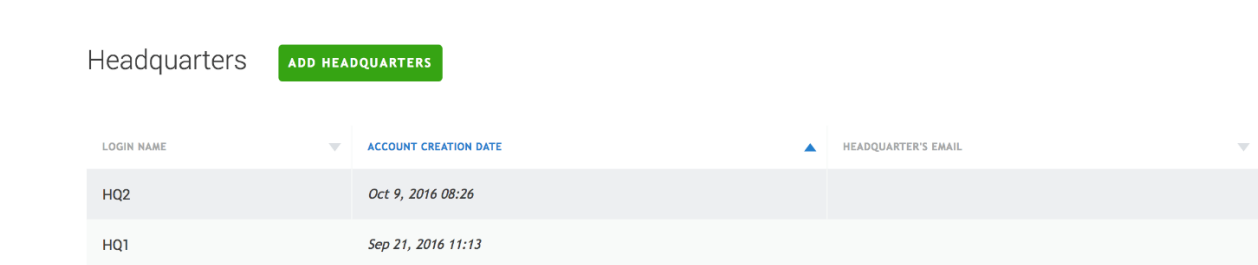 Headquarters ADD HEADQUARTERS
LOGIN NAME ACCOUNT CREATION DATE HEADQUARTER'S EMAIL
HQ2 Oct 9, 2016 08:26
HQ1 Sep 21, 2016 11:13